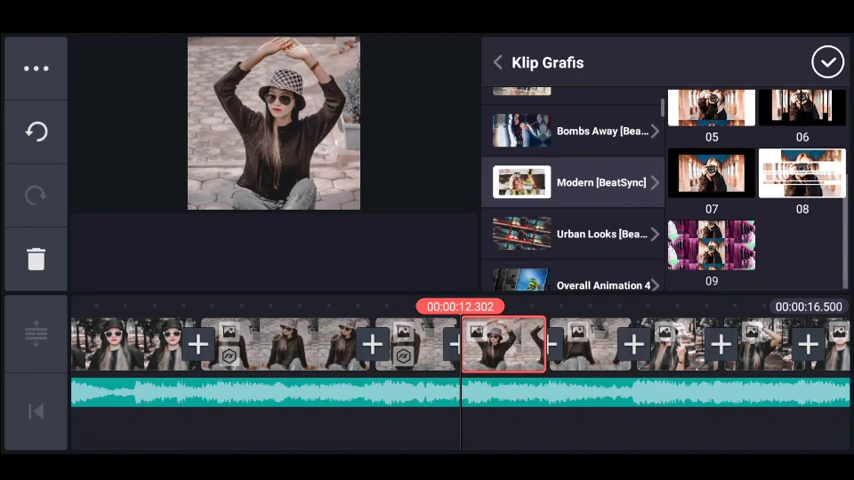 Klip Grafis
Bombs Away [Bea...
Modern [BeatSync]
Urban Looks [Bea...
Overall Animation 4
05
06
07
08
09
00:00:12.302
00:00:16.500